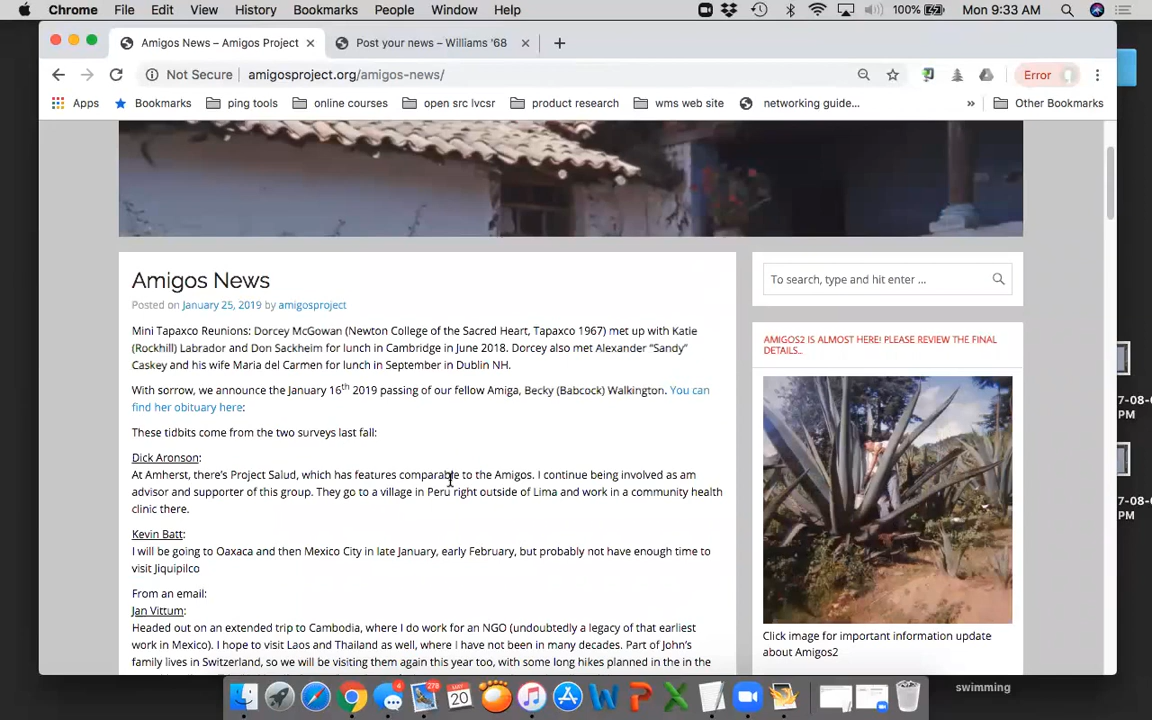 Chrome File Edit View History Bookmarks People Window Help 100% Mon 9:33 AM
Amigos News – Amigos Project Post your news – Williams '68
Not Secure amigosproject.org/amigos-news/ Error
Apps Bookmarks ping tools online courses open src lvcsr product research wms web site networking guide... » Other Bookmarks
Amigos News
Posted on January 25, 2019 by amigosproject
Mini Tapaxco Reunions: Dorcey McGowan (Newton College of the Sacred Heart, Tapaxco 1967) met up with Katie
(Rockhill) Labrador and Don Sackheim for lunch in Cambridge in June 2018. Dorcey also met Alexander “Sandy”
Caskey and his wife Maria del Carmen for lunch in September in Dublin NH.
With sorrow, we announce the January 16th 2019 passing of our fellow Amiga, Becky (Babcock) Walkington. You can
find her obituary here:
These tidbits come from the two surveys last fall:
Dick Aronson:
At Amherst, there’s Project Salud, which has features comparable to the Amigos. I continue being involved as am
advisor and supporter of this group. They go to a village in Peru right outside of Lima and work in a community health
clinic there.
Kevin Batt:
I will be going to Oaxaca and then Mexico City in late January, early February, but probably not have enough time to
visit Jiquipilco
From an email:
Jan Vittum:
Headed out on an extended trip to Cambodia, where I do work for an NGO (undoubtedly a legacy of that earliest
work in Mexico). I hope to visit Laos and Thailand as well, where I have not been in many decades. Part of John’s
family lives in Switzerland, so we will be visiting them again this year too, with some long hikes planned in the in the
To search, type and hit enter ...
AMIGOS2 IS ALMOST HERE! PLEASE REVIEW THE FINAL
DETAILS..
Click image for important information update
about Amigos2
7-08-0
PM
7-08-0
PM
swimming
4
278
MAY
20